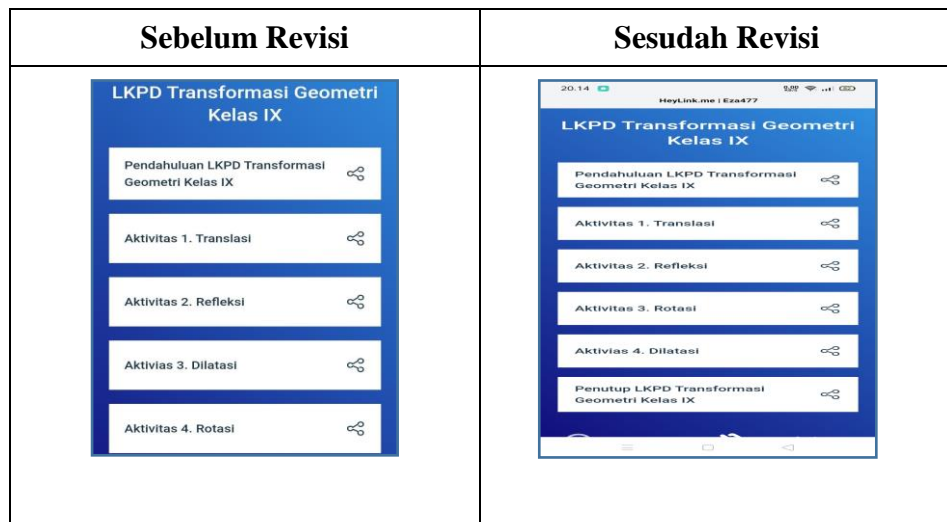 Sebelum Revisi
Sesudah Revisi
LKPD Transformasi Geometri
Kelas IX
Pendahuluan LKPD Transformasi
Geometri Kelas IX
Aktivitas 1. Translasi
Aktivitas 2. Refleksi
Aktivias 3. Dilatasi
Aktivitas 4. Rotasi
20.14
HeyLink.me | Eza477
LKPD Transformasi Geometri
Kelas IX
Pendahuluan LKPD Transformasi
Geometri Kelas IX
Aktivitas 1. Translasi
Aktivitas 2. Refleksi
Aktivitas 3. Rotasi
Aktivias 4. Dilatasi
Penutup LKPD Transformasi
Geometri Kelas IX